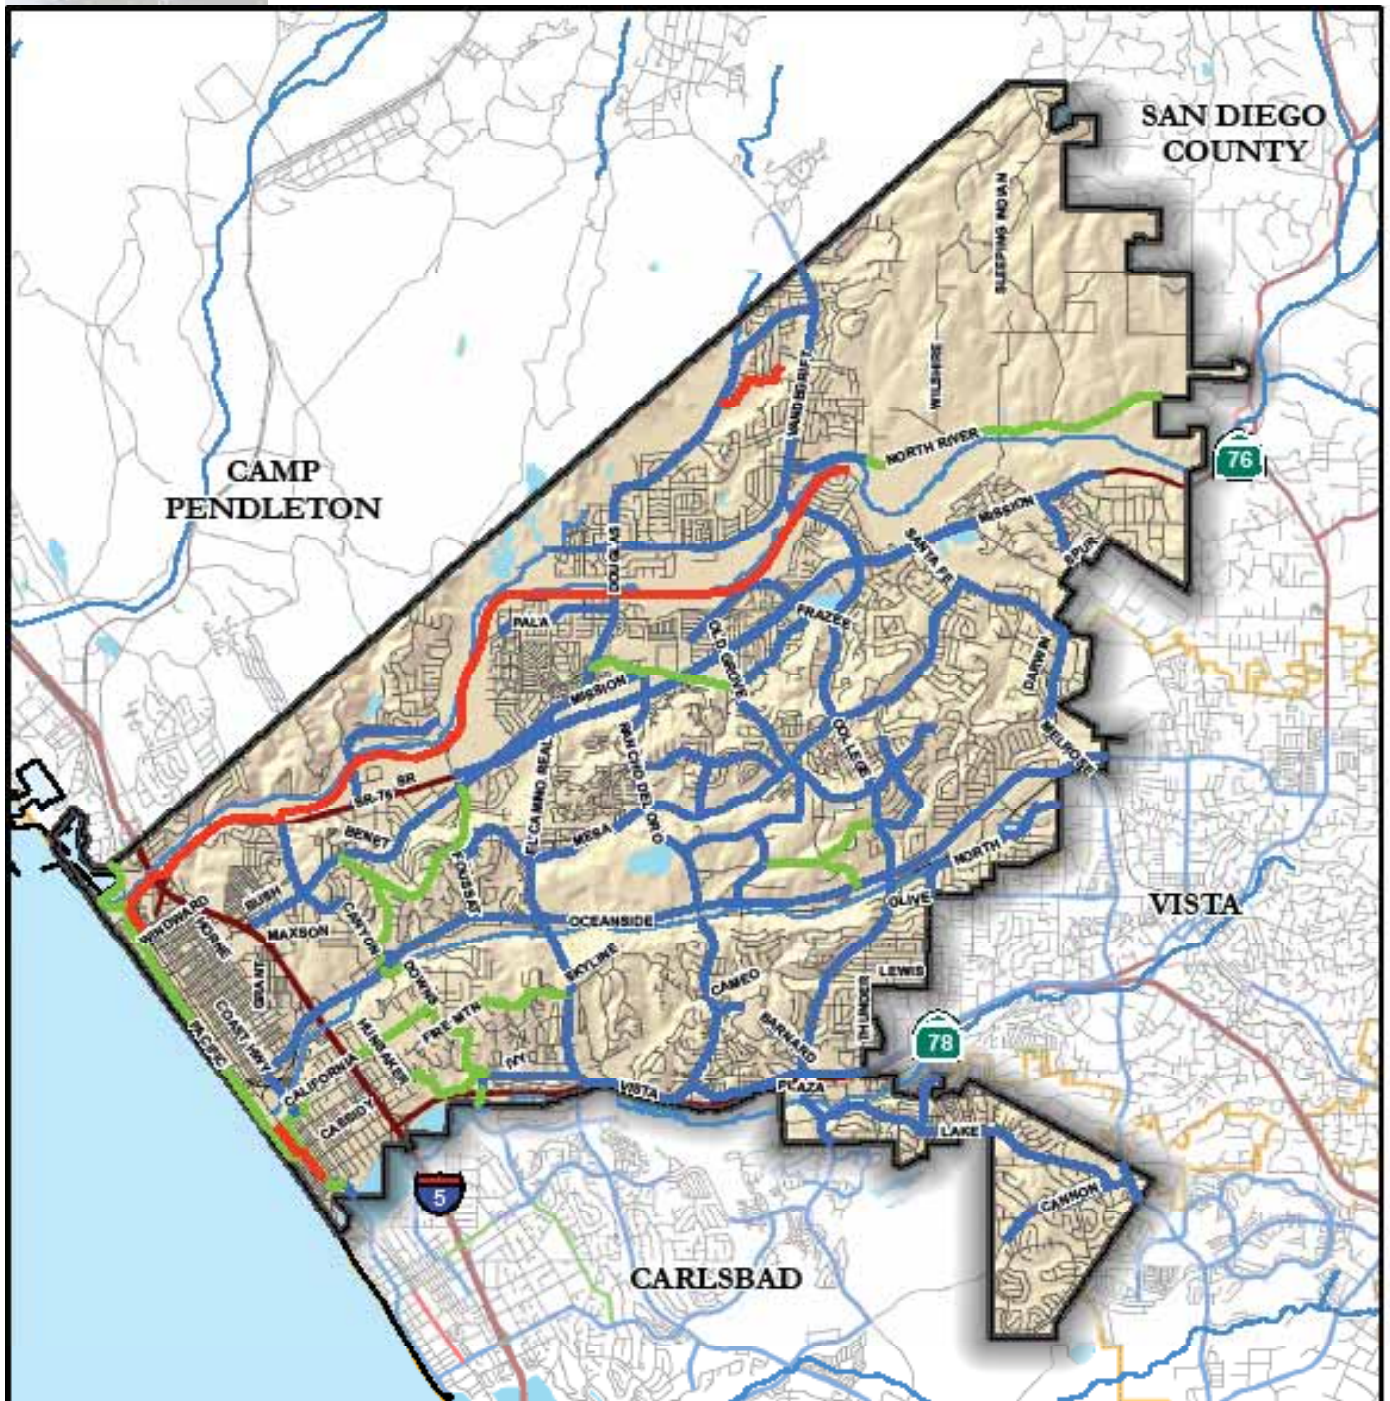 SAN DIEGO
COUNTY
SLEEPING INDIAN
WILSHIRE
VANDEGRIFT
NORTH RIVER
76
CAMP
PENDLETON
MISSION
SANTA FE
SPUR
DOUGLAS
PALA
FRAZEE
OLD GROVE
DARWIN
MISSION
RANCHO DEL ORO
COLLEGE
MELROSE
EL CAMINO REAL
SR
SR-76
BENET
MESA
FOUSSAT
NORTH
OLIVE
VISTA
WINDWARD
BUSH
HORNE
MAXSON
CANYON
OCEANSIDE
GRANT
DOWNS
SKYLINE
CAMEO
LEWIS
THUNDER
COAST HWY
PACIFIC
HUNSAKER
FIRE MTN
BARNARD
78
IVY
CALIFORNIA
CASSIDY
VISTA
PLAZA
LAKE
5
CANNON
CARLSBAD